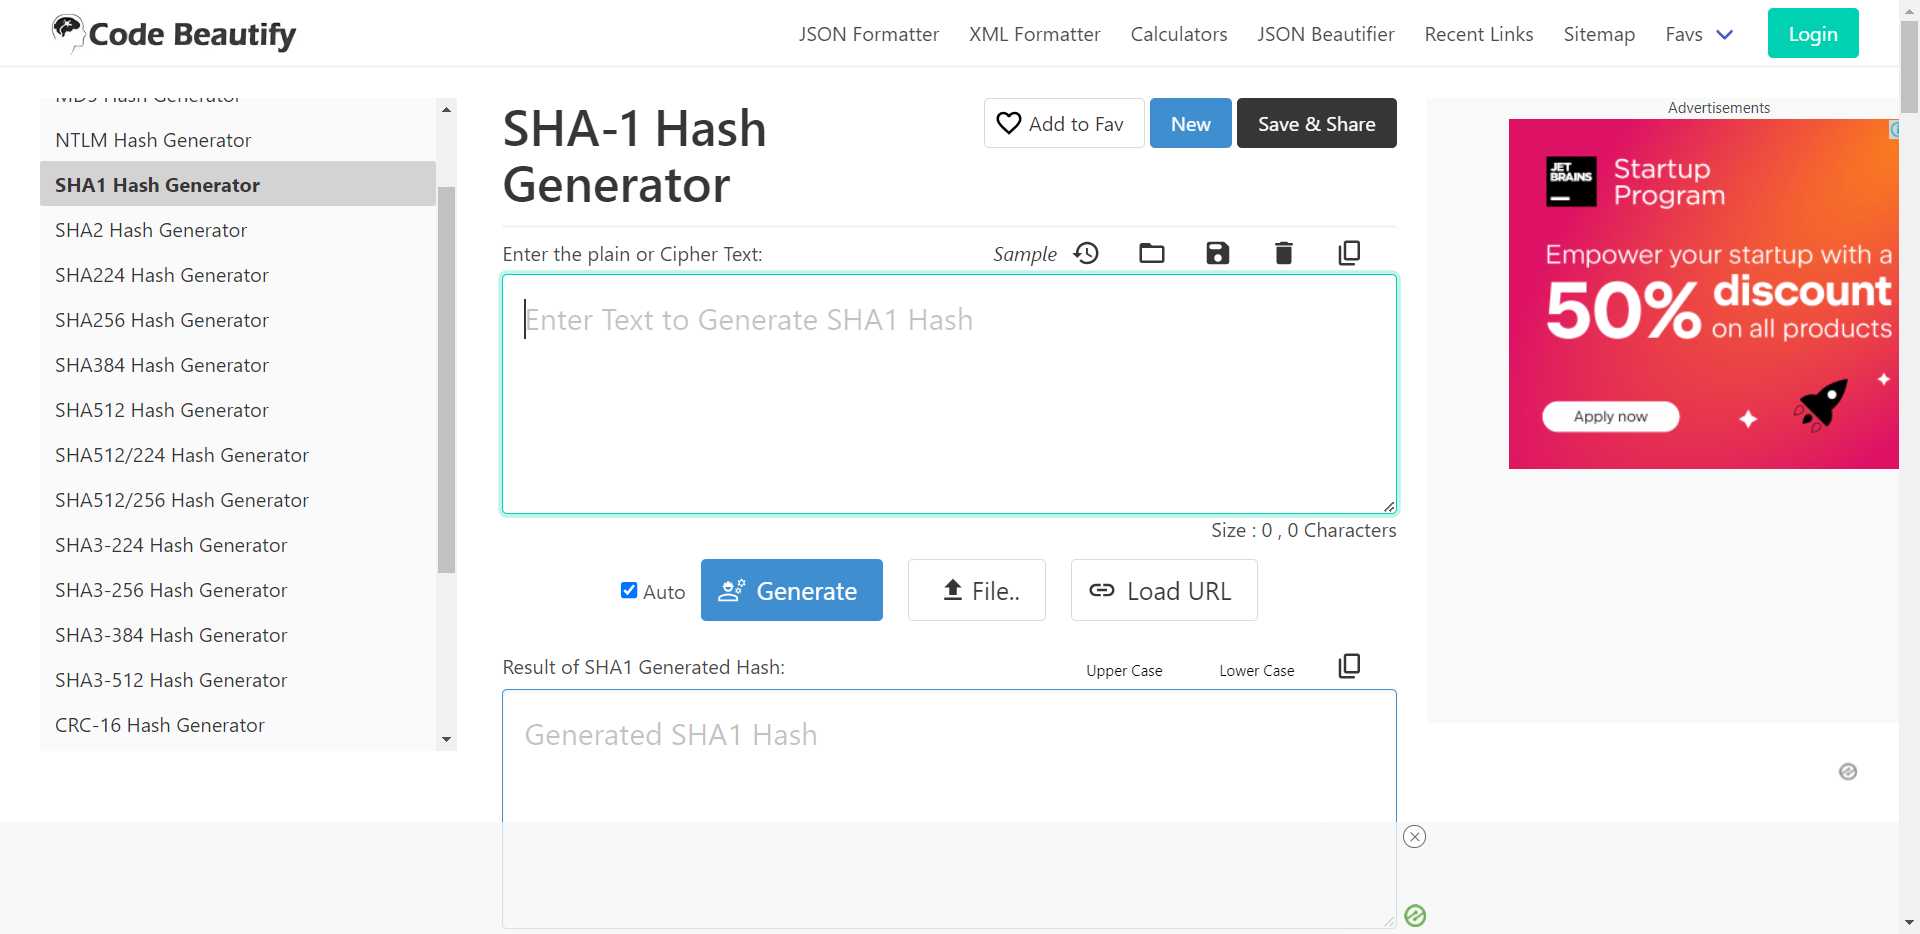 Code Beautify
JSON Formatter
XML Formatter
Calculators
JSON Beautifier
Recent Links
Sitemap
Favs
Login
MD5 Hash Generator
NTLM Hash Generator
SHA1 Hash Generator
SHA2 Hash Generator
SHA224 Hash Generator
SHA256 Hash Generator
SHA384 Hash Generator
SHA512 Hash Generator
SHA512/224 Hash Generator
SHA512/256 Hash Generator
SHA3-224 Hash Generator
SHA3-256 Hash Generator
SHA3-384 Hash Generator
SHA3-512 Hash Generator
CRC-16 Hash Generator
SHA-1 Hash
Generator
Add to Fav
New
Save & Share
Enter the plain or Cipher Text:
Sample
Enter Text to Generate SHA1 Hash
Size : 0 , 0 Characters
Auto
Generate
File..
Load URL
Result of SHA1 Generated Hash:
Upper Case
Lower Case
Generated SHA1 Hash
Advertisements
JET
BRAINS
Startup
Program
Empower your startup with a
50% discount
on all products
Apply now